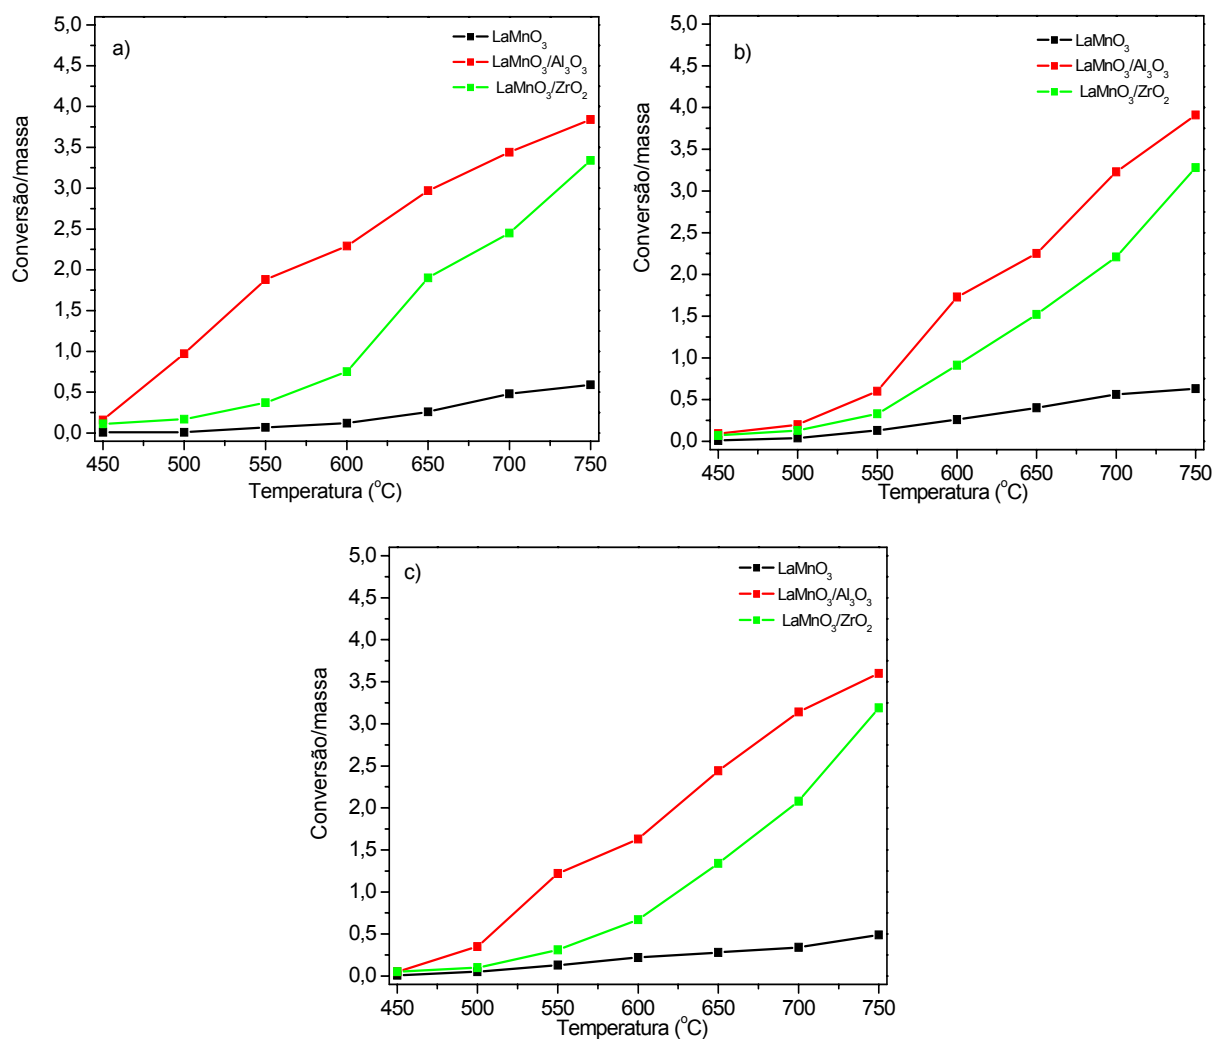 a)
LaMnO₃
LaMnO₃/Al₃O₃
LaMnO₃/ZrO₂
Conversão/massa
5,0
4,5
4,0
3,5
3,0
2,5
2,0
1,5
1,0
0,5
0,0
450 500 550 600 650 700 750
Temperatura (°C)
b)
LaMnO₃
LaMnO₃/Al₃O₃
LaMnO₃/ZrO₂
Conversão/massa
5,0
4,5
4,0
3,5
3,0
2,5
2,0
1,5
1,0
0,5
0,0
450 500 550 600 650 700 750
Temperatura (°C)
c)
LaMnO₃
LaMnO₃/Al₃O₃
LaMnO₃/ZrO₂
Conversão/massa
5,0
4,5
4,0
3,5
3,0
2,5
2,0
1,5
1,0
0,5
0,0
450 500 550 600 650 700 750
Temperatura (°C)